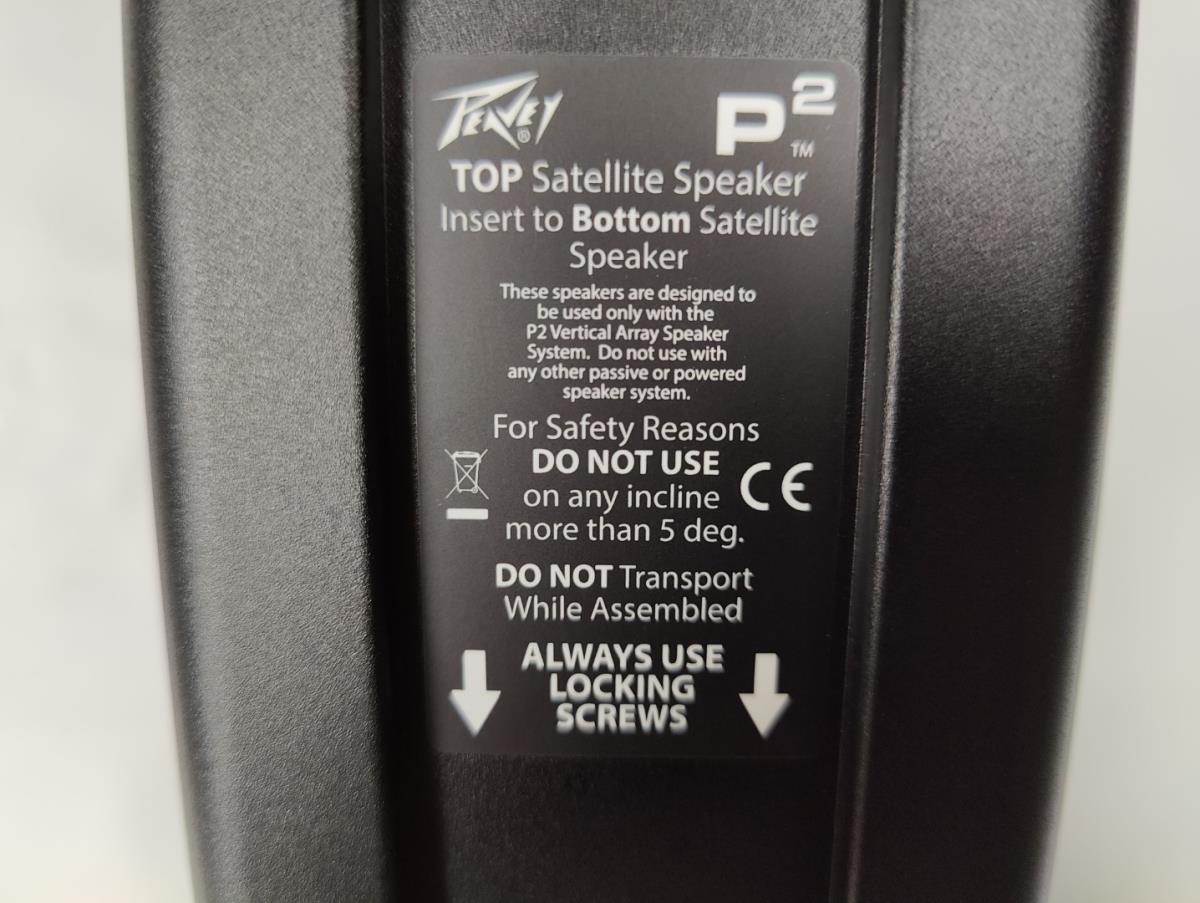 PEAVEY®
P²™
TOP Satellite Speaker
Insert to Bottom Satellite
Speaker
These speakers are designed to
be used only with the
P2 Vertical Array Speaker
System. Do not use with
any other passive or powered
speaker system.
For Safety Reasons
DO NOT USE
on any incline
more than 5 deg.
CE
DO NOT Transport
While Assembled
ALWAYS USE
LOCKING
SCREWS